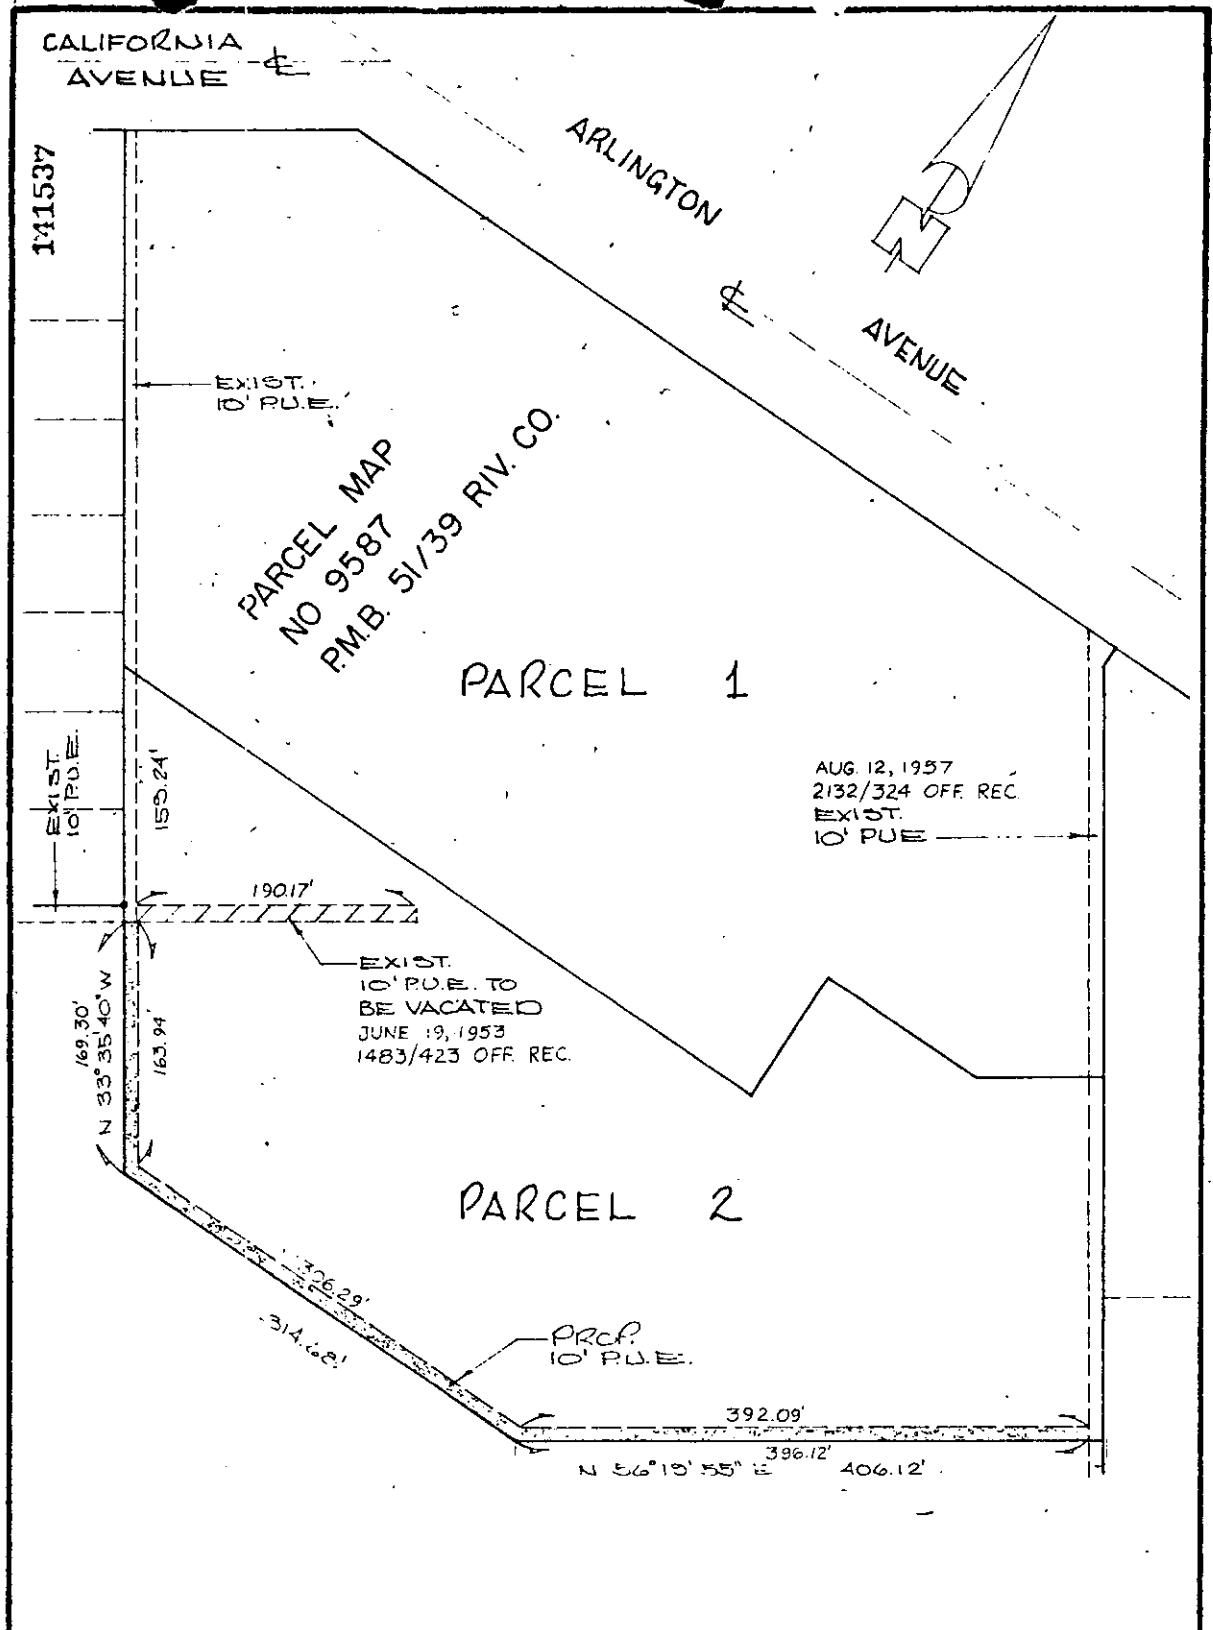 CALIFORNIA
AVENUE
℄
141537
ARLINGTON
AVENUE
℄
N
EXIST.
10' P.U.E.
PARCEL MAP
NO 9587
P.M.B. 51/39 RIV. CO.
PARCEL 1
EXIST.
10' P.U.E.
159.24'
AUG. 12, 1957
2132/324 OFF. REC.
EXIST.
10' PUE
190.17'
EXIST.
10' P.U.E. TO
BE VACATED
JUNE 19, 1953
1483/423 OFF. REC.
169.30'
N 33°35'40" W
163.94'
PARCEL 2
306.29'
314.68'
PROP.
10' P.U.E.
392.09'
396.12'
N 56°19'55" E 406.12'